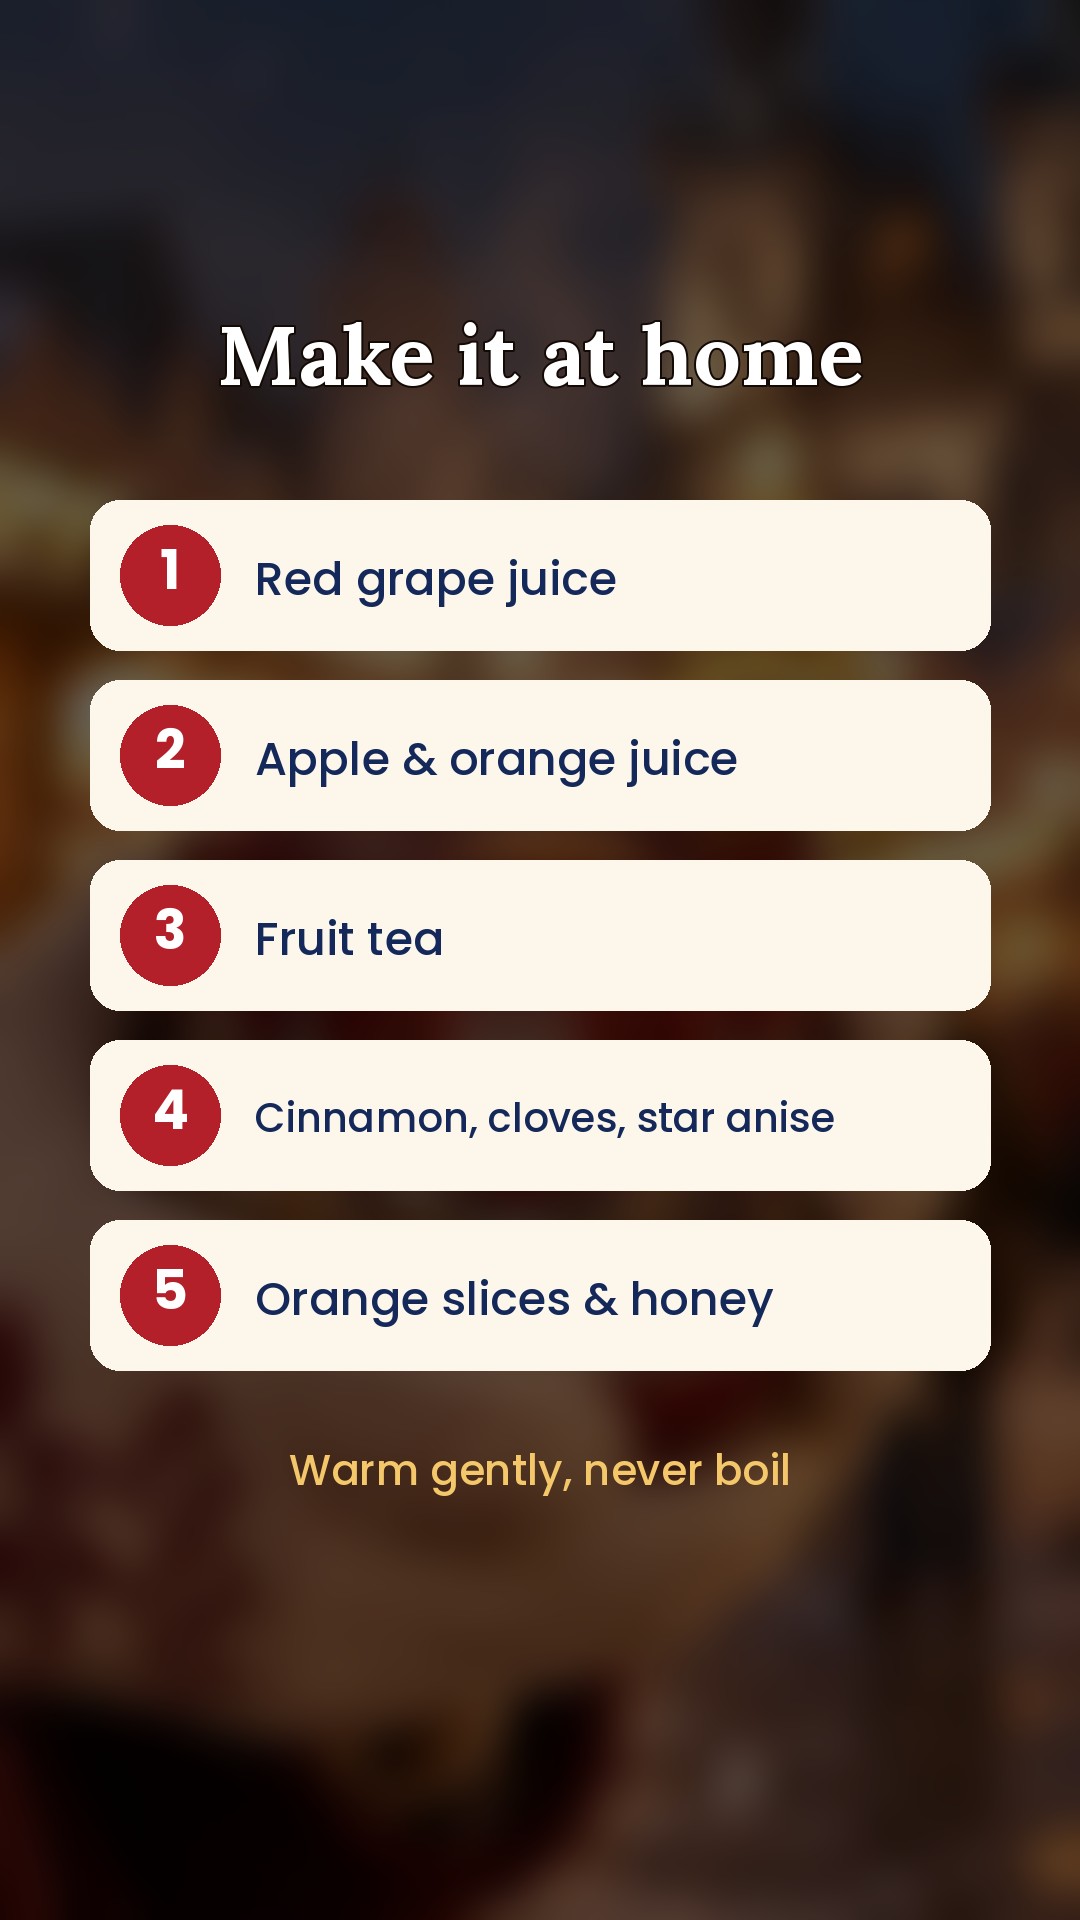 Make it at home
1 Red grape juice
2 Apple & orange juice
3 Fruit tea
4 Cinnamon, cloves, star anise
5 Orange slices & honey
Warm gently, never boil